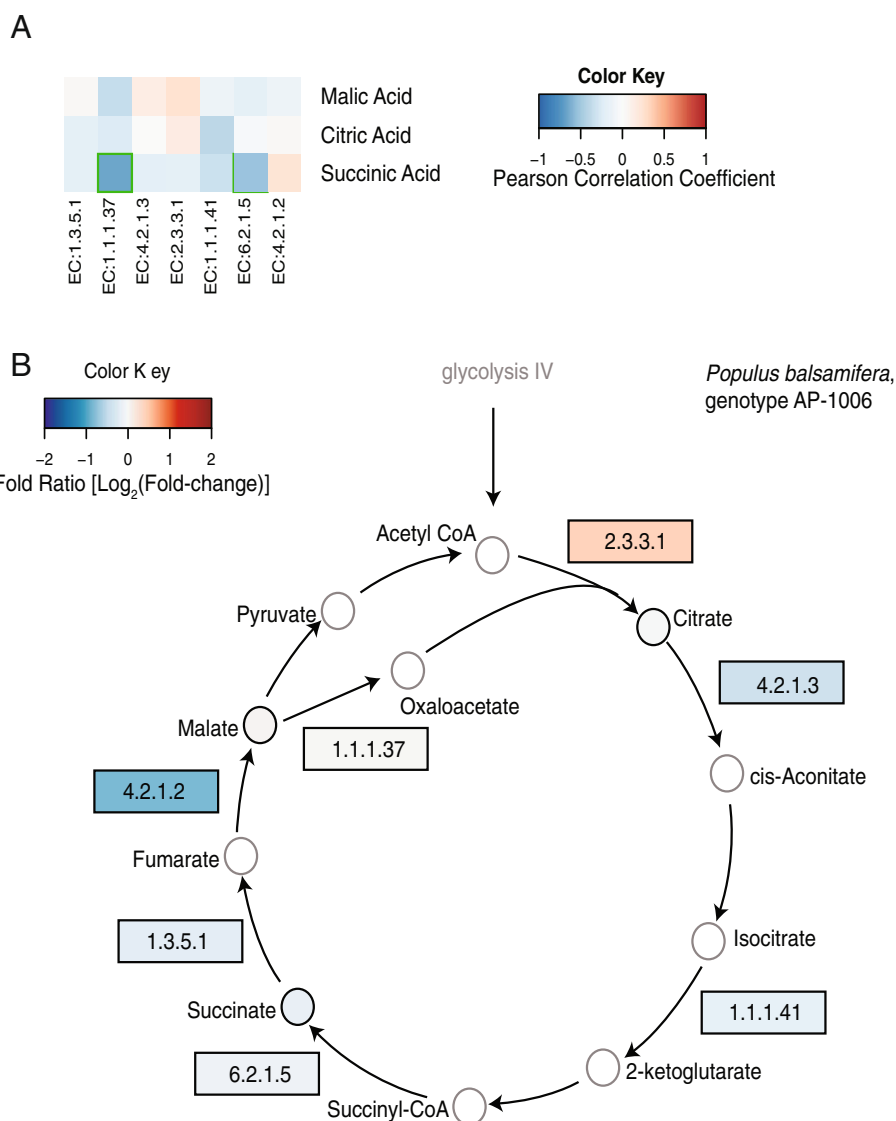 A
Malic Acid
Citric Acid
Succinic Acid
EC:1.3.5.1
EC:1.1.1.37
EC:4.2.1.3
EC:2.3.3.1
EC:1.1.1.41
EC:6.2.1.5
EC:4.2.1.2
Color Key
−1 −0.5 0 0.5 1
Pearson Correlation Coefficient
B
Color K ey
−2 −1 0 1 2
Fold Ratio [Log2(Fold-change)]
glycolysis IV
Populus balsamifera,
genotype AP-1006
Acetyl CoA
2.3.3.1
Pyruvate
Citrate
Oxaloacetate
4.2.1.3
Malate
1.1.1.37
cis-Aconitate
4.2.1.2
Fumarate
1.3.5.1
Isocitrate
Succinate
1.1.1.41
6.2.1.5
2-ketoglutarate
Succinyl-CoA